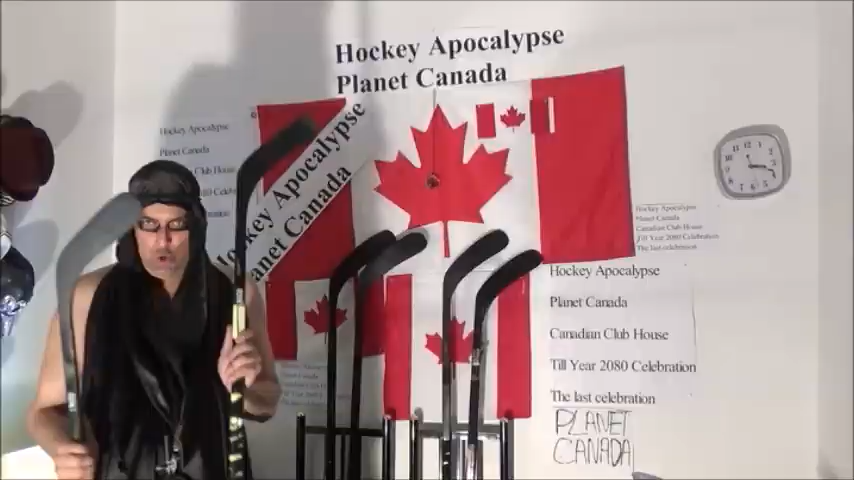 Hockey Apocalypse
Planet Canada
Hockey Apocalypse
Planet Canada
Club House
Hockey Apocalypse
anet Canada
Hockey Apocalypse
Planet Canada
Canadian Club House
Till Year 2080 Celebration
The last celebration
Hockey Apocalypse
Planet Canada
Canadian Club House
Till Year 2080 Celebration
The last celebration
PLANET
CANADA